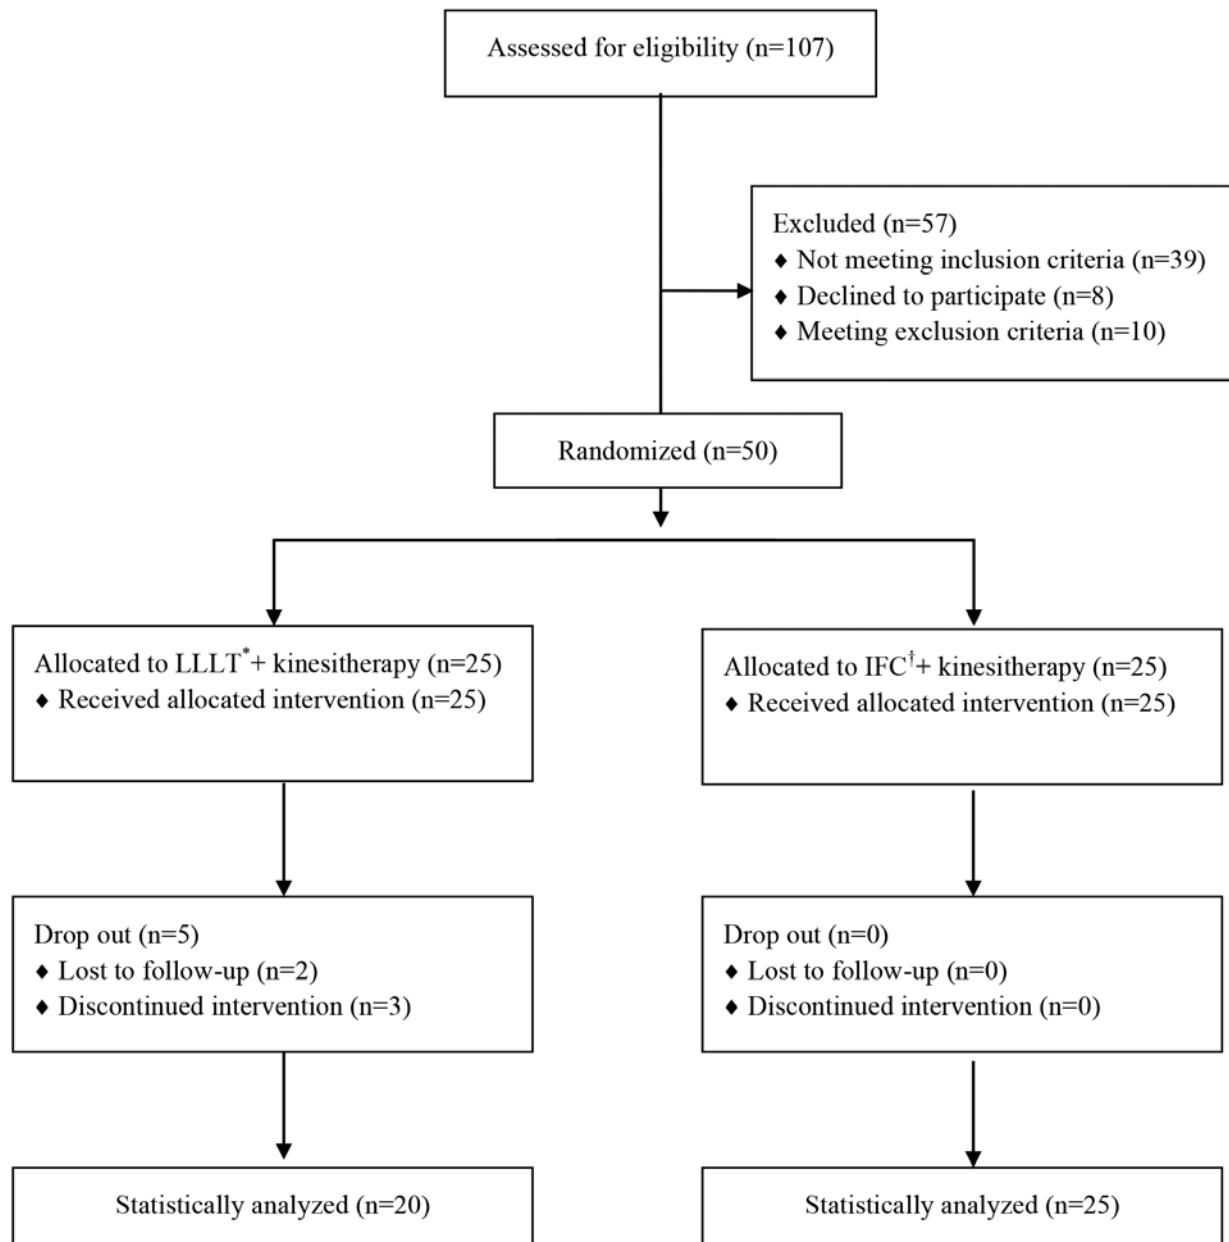 Assessed for eligibility (n=107)
Excluded (n=57)
♦ Not meeting inclusion criteria (n=39)
♦ Declined to participate (n=8)
♦ Meeting exclusion criteria (n=10)
Randomized (n=50)
Allocated to LLLT*+ kinesitherapy (n=25)
♦ Received allocated intervention (n=25)
Allocated to IFC†+ kinesitherapy (n=25)
♦ Received allocated intervention (n=25)
Drop out (n=5)
♦ Lost to follow-up (n=2)
♦ Discontinued intervention (n=3)
Drop out (n=0)
♦ Lost to follow-up (n=0)
♦ Discontinued intervention (n=0)
Statistically analyzed (n=20)
Statistically analyzed (n=25)